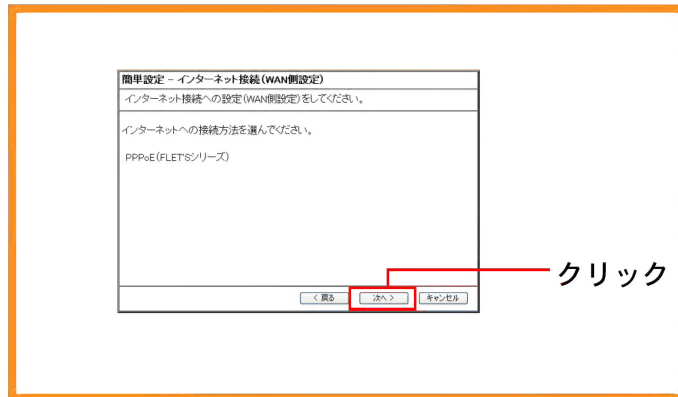 簡単設定 - インターネット接続(WAN側設定)
インターネット接続への設定(WAN側設定)をしてください。
インターネットへの接続方法を選んでください。
PPPoE(FLET'Sシリーズ)
< 戻る 次へ > キャンセル
クリック